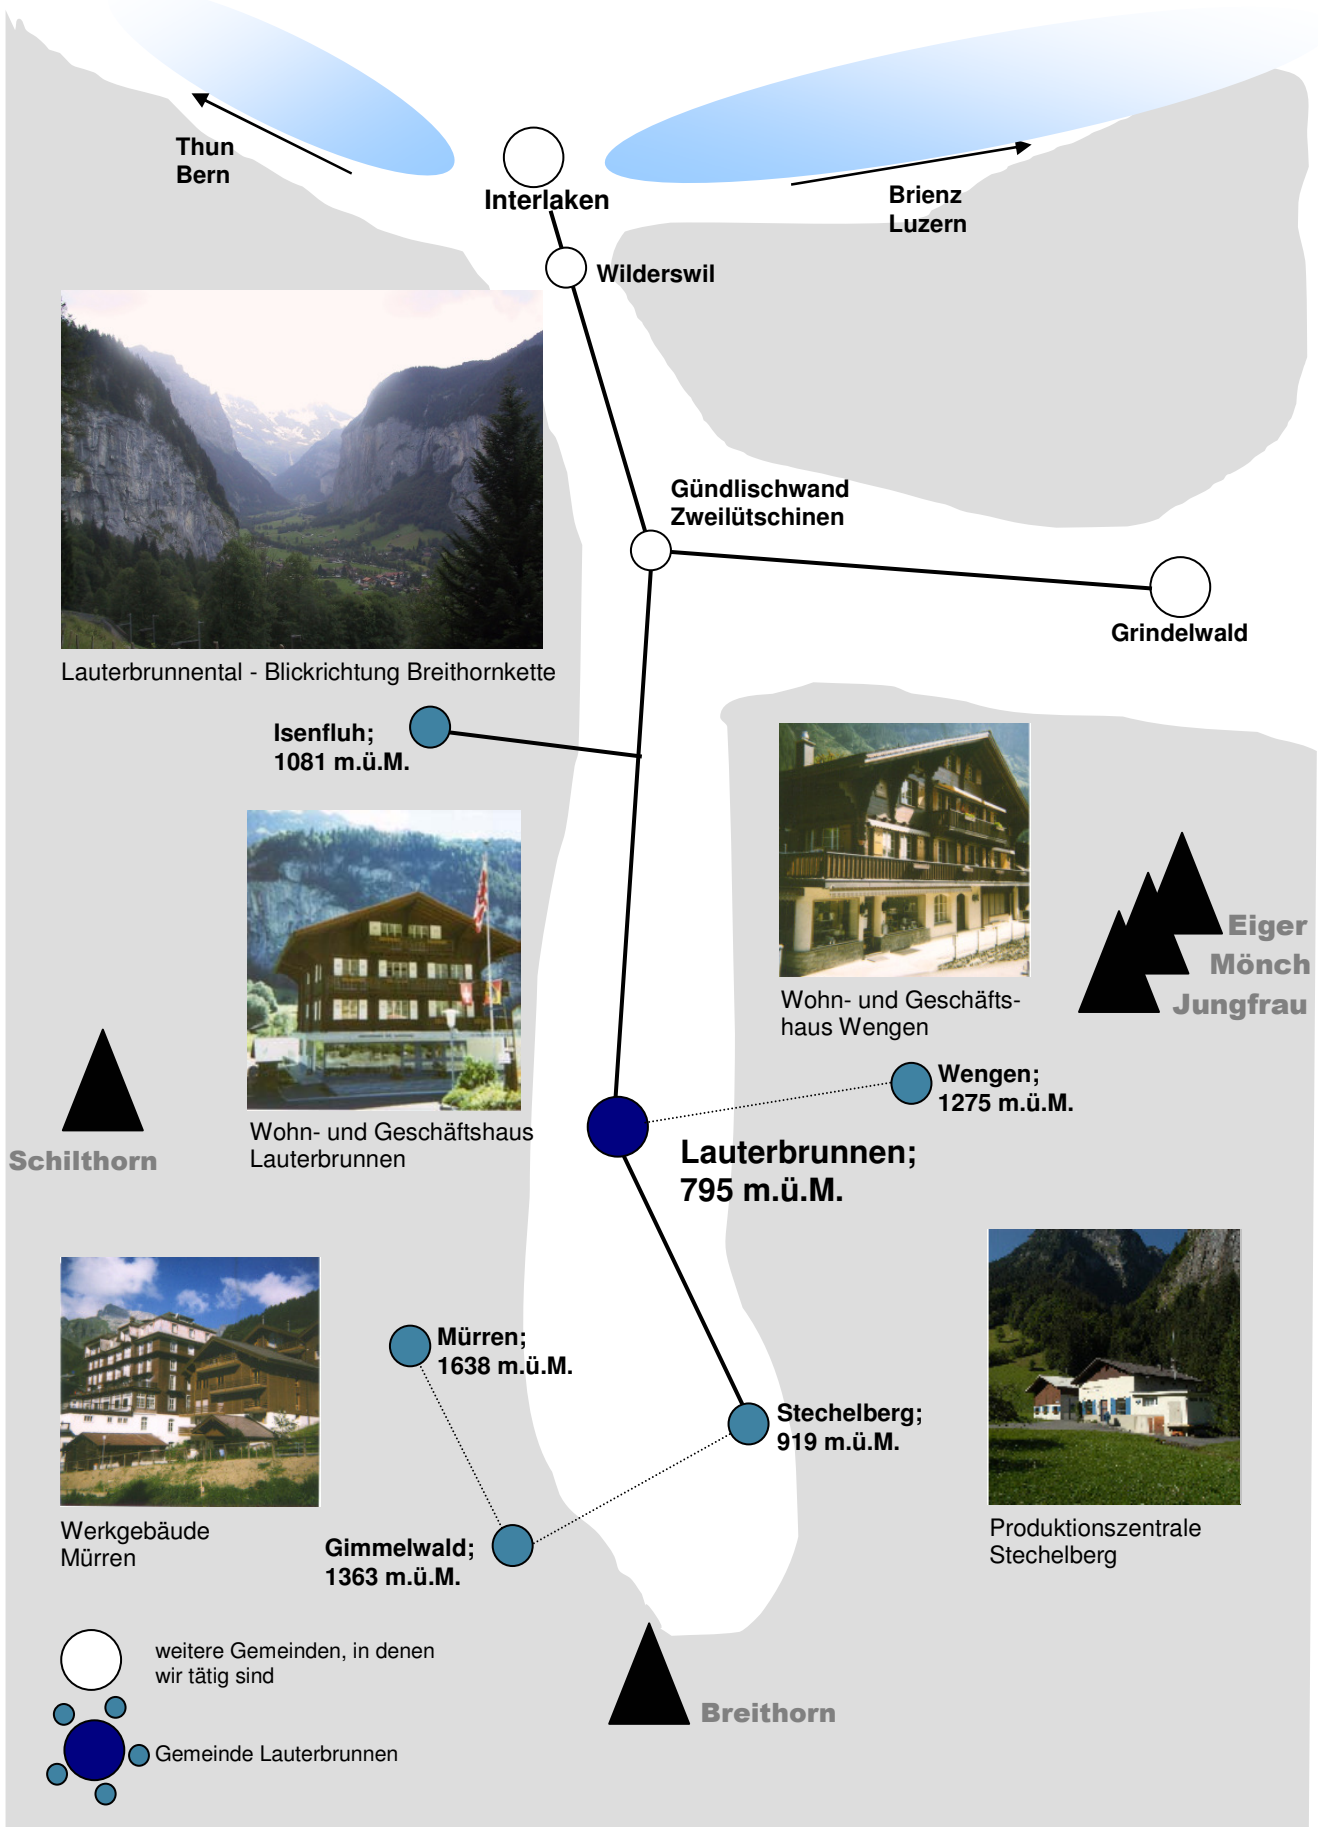 Thun
Bern
Interlaken
Brienz
Luzern
Wilderswil
Gündlischwand
Zweilütschinen
Grindelwald
Lauterbrunnental - Blickrichtung Breithornkette
Isenfluh;
1081 m.ü.M.
Eiger
Mönch
Jungfrau
Wohn- und Geschäfts-
haus Wengen
Wengen;
1275 m.ü.M.
Wohn- und Geschäftshaus
Lauterbrunnen
Schilthorn
Lauterbrunnen;
795 m.ü.M.
Mürren;
1638 m.ü.M.
Stechelberg;
919 m.ü.M.
Werkgebäude
Mürren
Gimmelwald;
1363 m.ü.M.
Produktionszentrale
Stechelberg
weitere Gemeinden, in denen
wir tätig sind
Breithorn
Gemeinde Lauterbrunnen